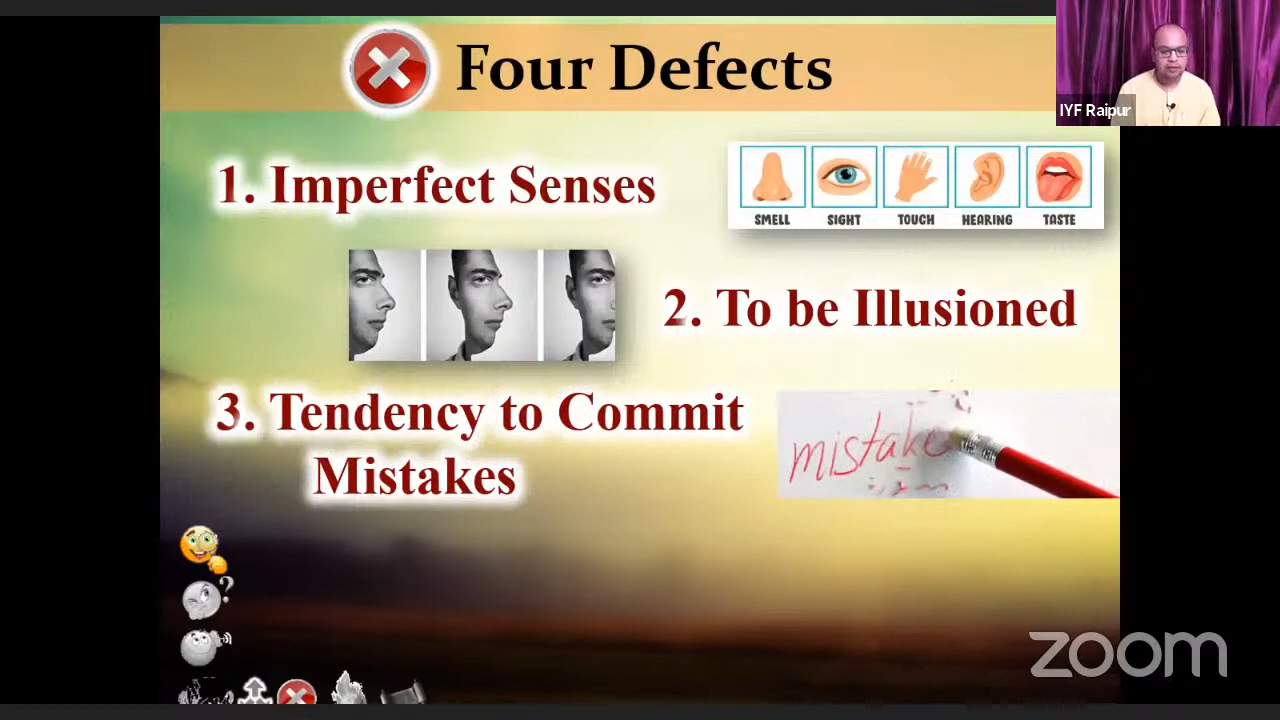 Four Defects
IYF Raipur
1. Imperfect Senses
SMELL SIGHT TOUCH HEARING TASTE
2. To be Illusioned
3. Tendency to Commit
Mistakes
mistake
?
zoom